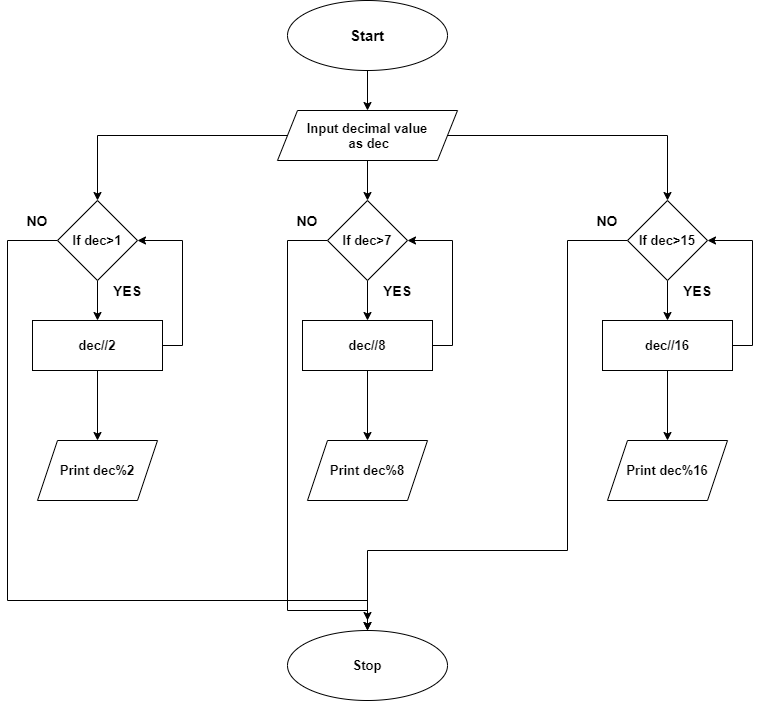 Start
Input decimal value
as dec
NO
If dec>1
YES
dec//2
Print dec%2
NO
If dec>7
YES
dec//8
Print dec%8
NO
If dec>15
YES
dec//16
Print dec%16
Stop